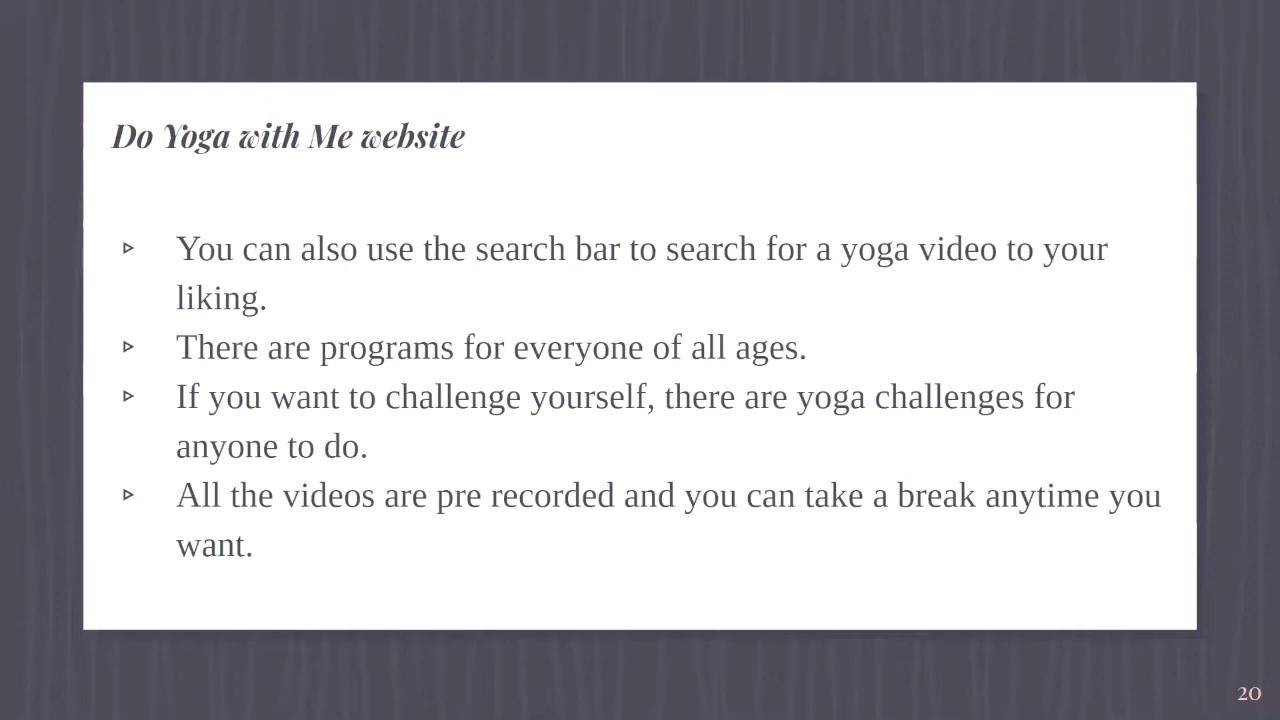 Do Yoga with Me website
▹ You can also use the search bar to search for a yoga video to your
liking.
▹ There are programs for everyone of all ages.
▹ If you want to challenge yourself, there are yoga challenges for
anyone to do.
▹ All the videos are pre recorded and you can take a break anytime you
want.
20